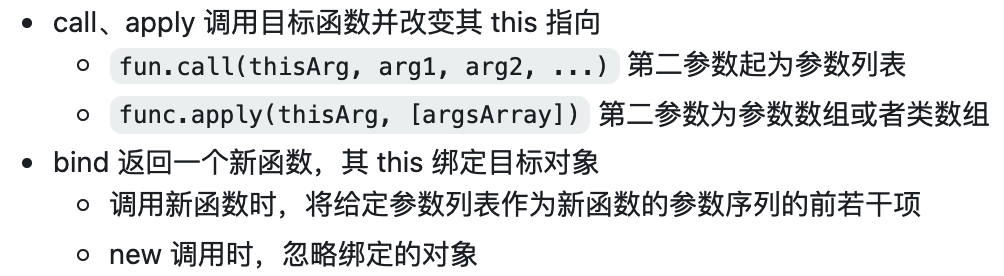 • call、apply 调用目标函数并改变其 this 指向
◦ fun.call(thisArg, arg1, arg2, ...) 第二参数起为参数列表
◦ func.apply(thisArg, [argsArray]) 第二参数为参数数组或者类数组
• bind 返回一个新函数，其 this 绑定目标对象
◦ 调用新函数时，将给定参数列表作为新函数的参数序列的前若干项
◦ new 调用时，忽略绑定的对象